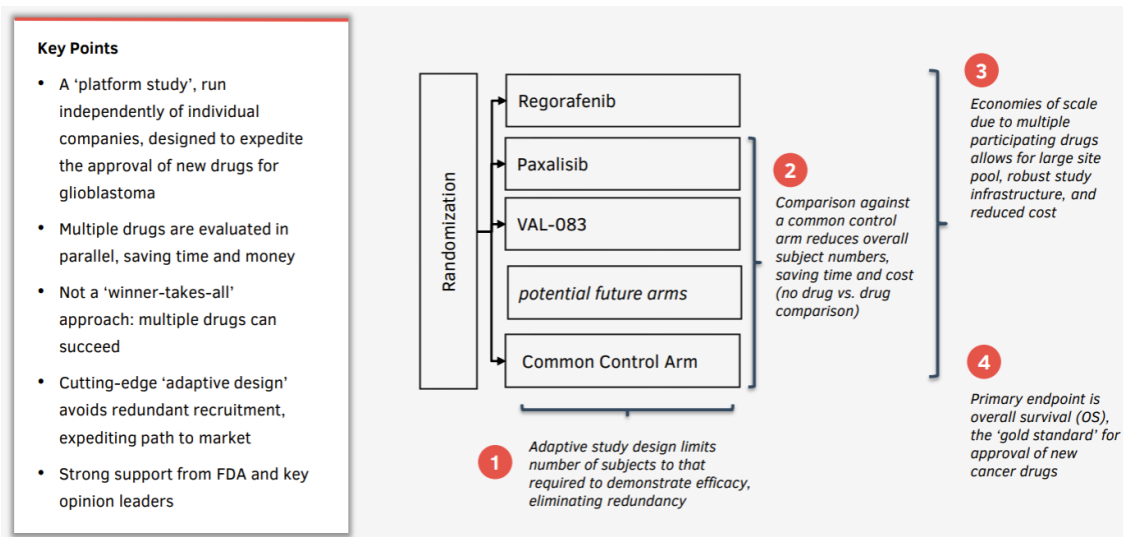 Key Points
• A ‘platform study’, run
independently of individual
companies, designed to expedite
the approval of new drugs for
glioblastoma
• Multiple drugs are evaluated in
parallel, saving time and money
• Not a ‘winner-takes-all’
approach: multiple drugs can
succeed
• Cutting-edge ‘adaptive design’
avoids redundant recruitment,
expediting path to market
• Strong support from FDA and key
opinion leaders
Randomization
Regorafenib
Paxalisib
VAL-083
potential future arms
Common Control Arm
1
Adaptive study design limits
number of subjects to that
required to demonstrate efficacy,
eliminating redundancy
2
Comparison against
a common control
arm reduces overall
subject numbers,
saving time and cost
(no drug vs. drug
comparison)
3
Economies of scale
due to multiple
participating drugs
allows for large site
pool, robust study
infrastructure, and
reduced cost
4
Primary endpoint is
overall survival (OS),
the ‘gold standard’ for
approval of new
cancer drugs